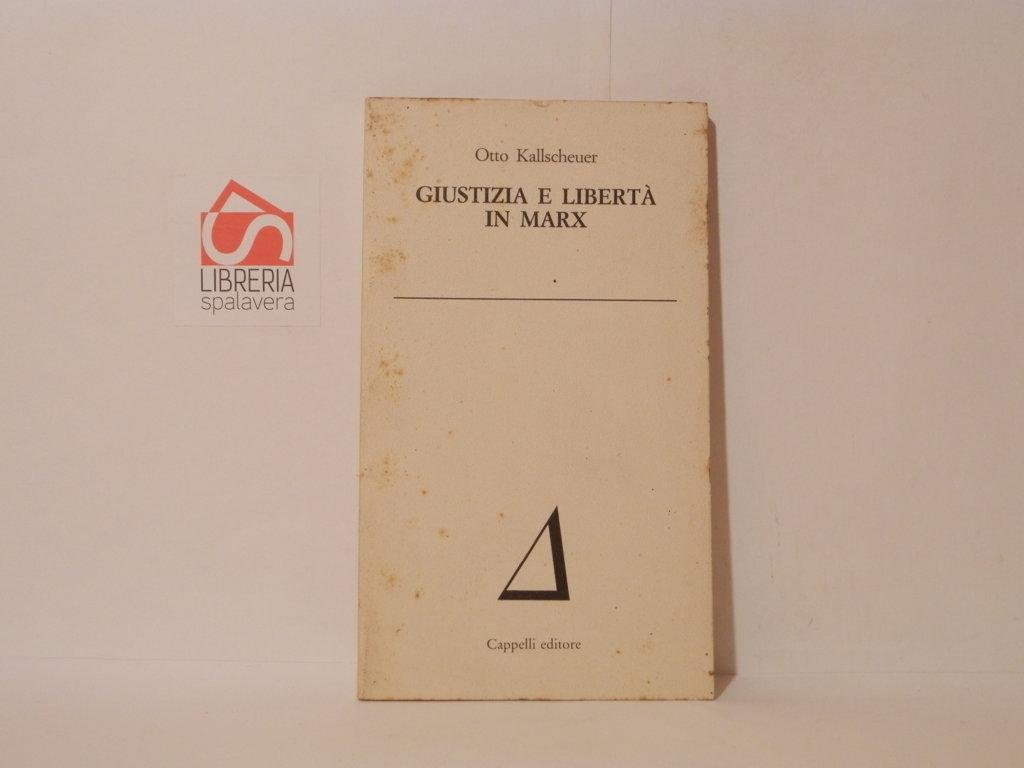 Otto Kallscheuer
GIUSTIZIA E LIBERTÀ
IN MARX
Cappelli editore
LIBRERIA
spalavera